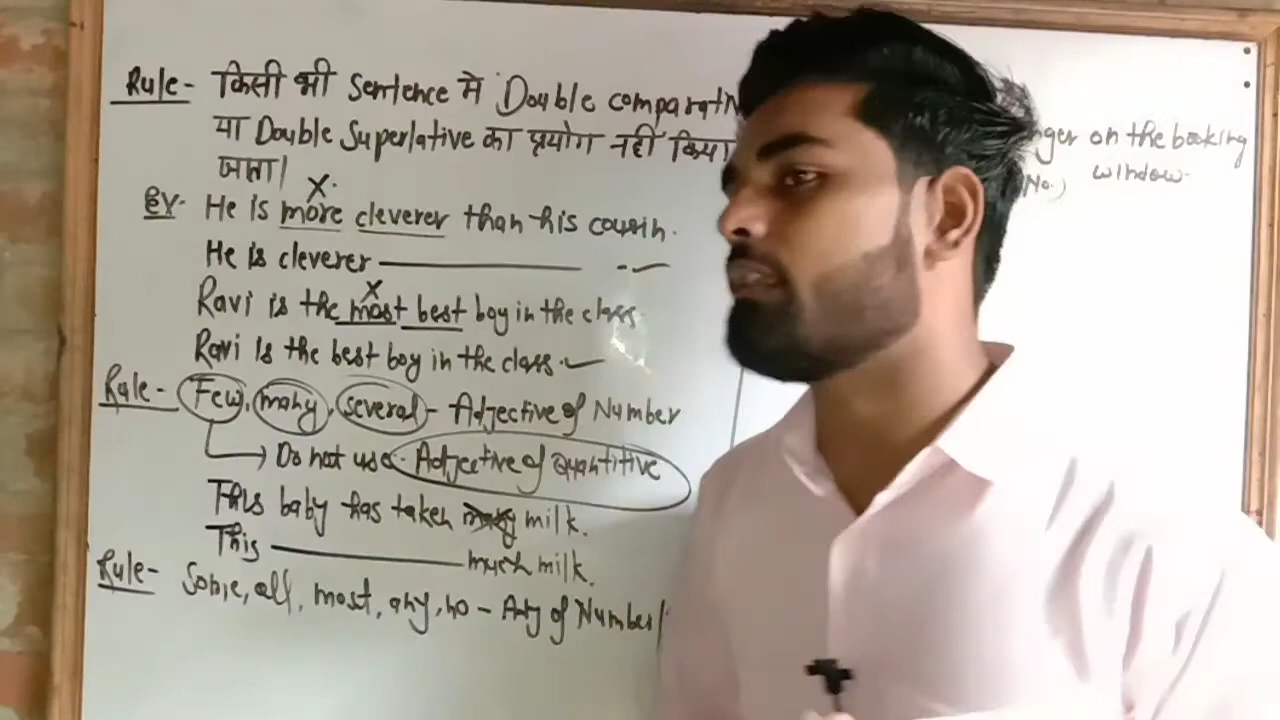 Rule- किसी भी Sentence मे Double comparativ
या Double Superlative का प्रयोग नहीं किया
जाता।
Ex- He is more cleverer than his cousin.
He is cleverer
Ravi is the most best boy in the class.
Ravi is the best boy in the class.
Rule- Few, many, several - Adjective of Number
Do not use - Adjective of Quantitive
This baby has taken many milk.
This much milk.
Rule- Some, all, most, any, no - Adj of Number/
nger on the booking
window
(No.)